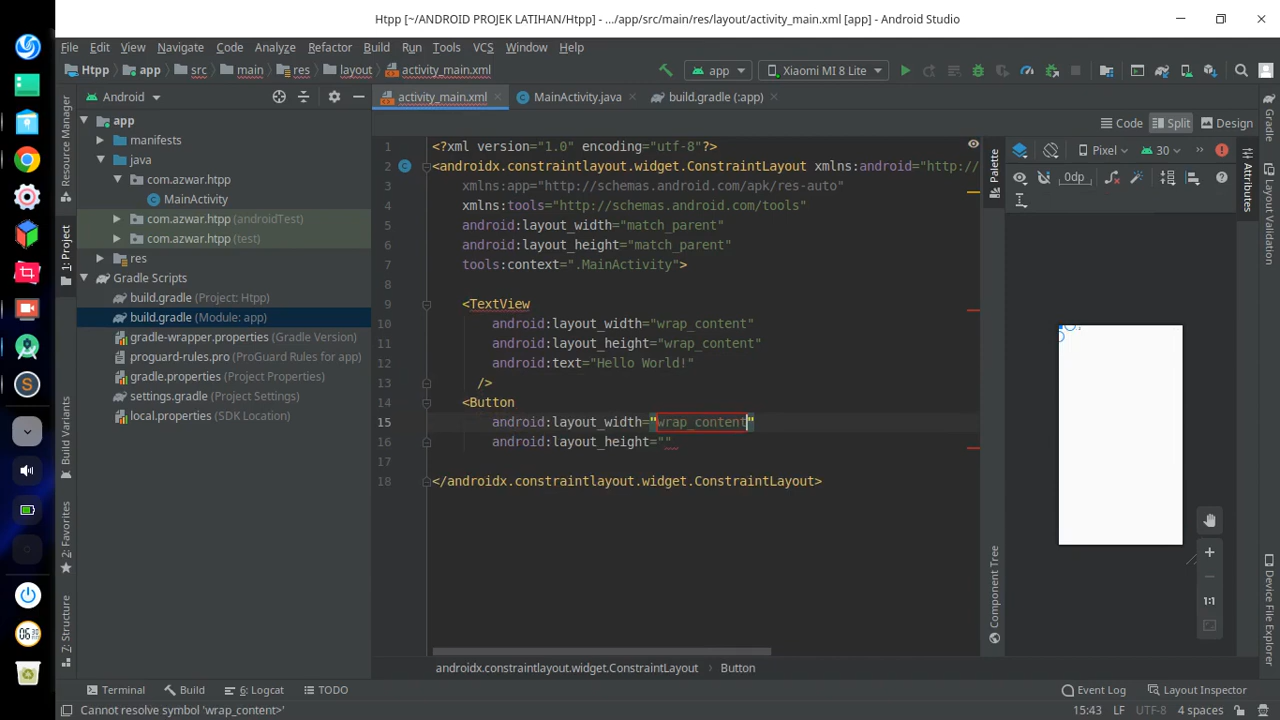 Htpp [~/ANDROID PROJEK LATIHAN/Htpp] - .../app/src/main/res/layout/activity_main.xml [app] - Android Studio
File Edit View Navigate Code Analyze Refactor Build Run Tools VCS Window Help
Htpp app src main res layout activity_main.xml app Xiaomi MI 8 Lite
Android activity_main.xml MainActivity.java build.gradle (:app)
Code Split Design
Resource Manager
1: Project
Build Variants
2: Favorites
7: Structure
app
manifests
java
com.azwar.htpp
MainActivity
com.azwar.htpp (androidTest)
com.azwar.htpp (test)
res
Gradle Scripts
build.gradle (Project: Htpp)
build.gradle (Module: app)
gradle-wrapper.properties (Gradle Version)
proguard-rules.pro (ProGuard Rules for app)
gradle.properties (Project Properties)
settings.gradle (Project Settings)
local.properties (SDK Location)
1 <?xml version="1.0" encoding="utf-8"?>
2 <androidx.constraintlayout.widget.ConstraintLayout xmlns:android="http://
3 xmlns:app="http://schemas.android.com/apk/res-auto"
4 xmlns:tools="http://schemas.android.com/tools"
5 android:layout_width="match_parent"
6 android:layout_height="match_parent"
7 tools:context=".MainActivity">
8
9 <TextView
10 android:layout_width="wrap_content"
11 android:layout_height="wrap_content"
12 android:text="Hello World!"
13 />
14 <Button
15 android:layout_width="wrap_content"
16 android:layout_height=""
17
18 </androidx.constraintlayout.widget.ConstraintLayout>
androidx.constraintlayout.widget.ConstraintLayout Button
Palette
Component Tree
Pixel 30
0dp
1:1
Attributes
Gradle
Layout Validation
Device File Explorer
Terminal Build 6: Logcat TODO Event Log Layout Inspector
Cannot resolve symbol 'wrap_content>' 15:43 LF UTF-8 4 spaces